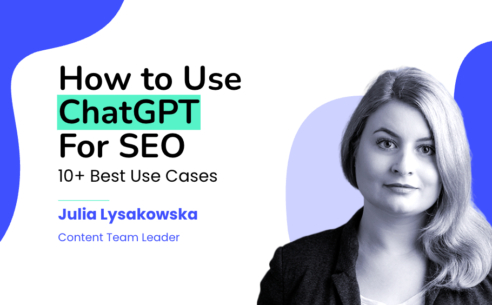 How to Use
ChatGPT
For SEO
10+ Best Use Cases
Julia Lysakowska
Content Team Leader